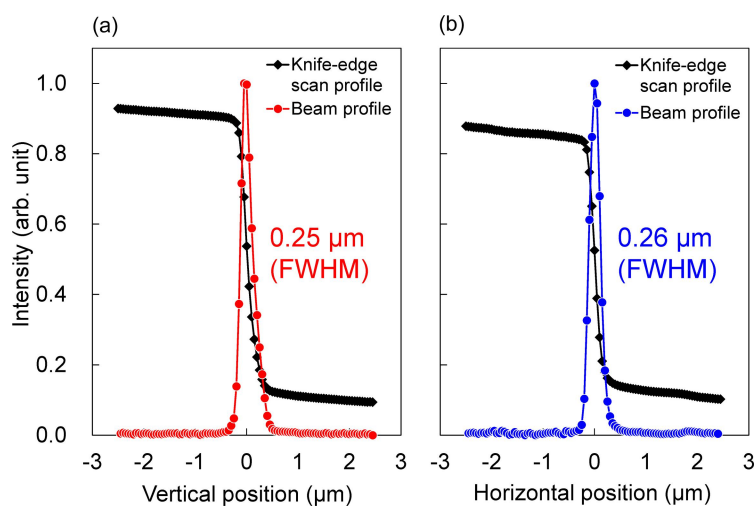 (a)
Knife-edge
scan profile
Beam profile
0.25 µm
(FWHM)
Intensity (arb. unit)
1.0
0.8
0.6
0.4
0.2
0.0
-3 -2 -1 0 1 2 3
Vertical position (µm)
(b)
Knife-edge
scan profile
Beam profile
0.26 µm
(FWHM)
-3 -2 -1 0 1 2 3
Horizontal position (µm)